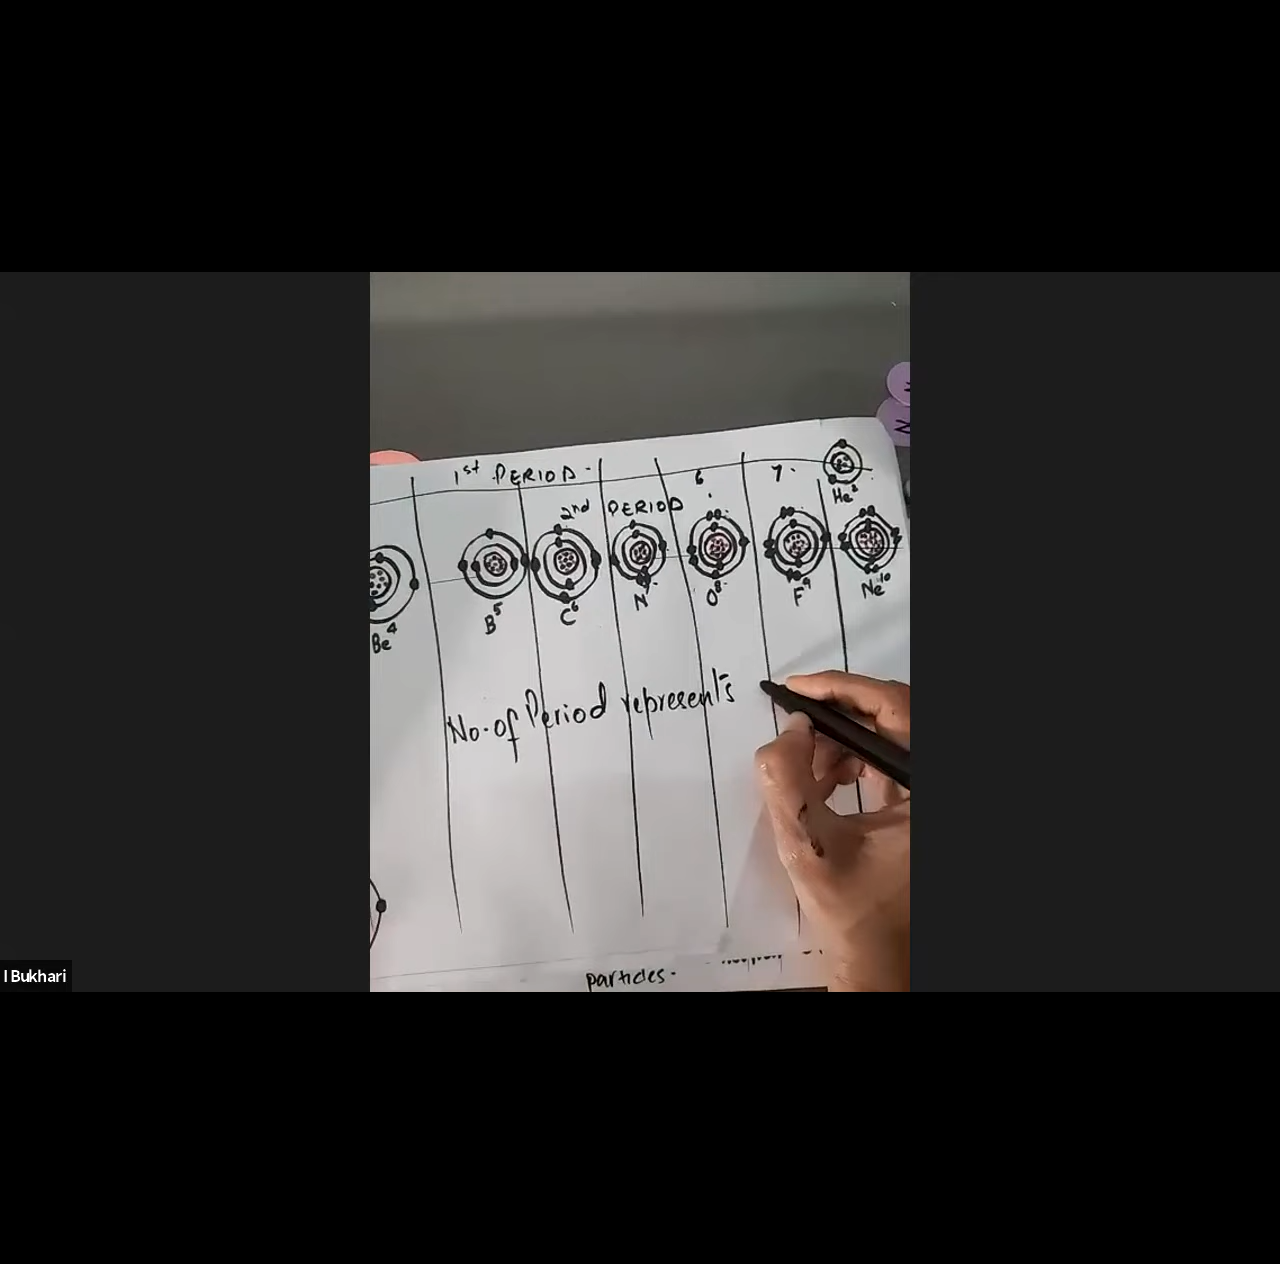 1st PERIOD.
6
7.
He2
2nd PERIOD
Be4
B5
C6
N7
O8
F9
Ne10
No. of Period represents
particles.
I Bukhari